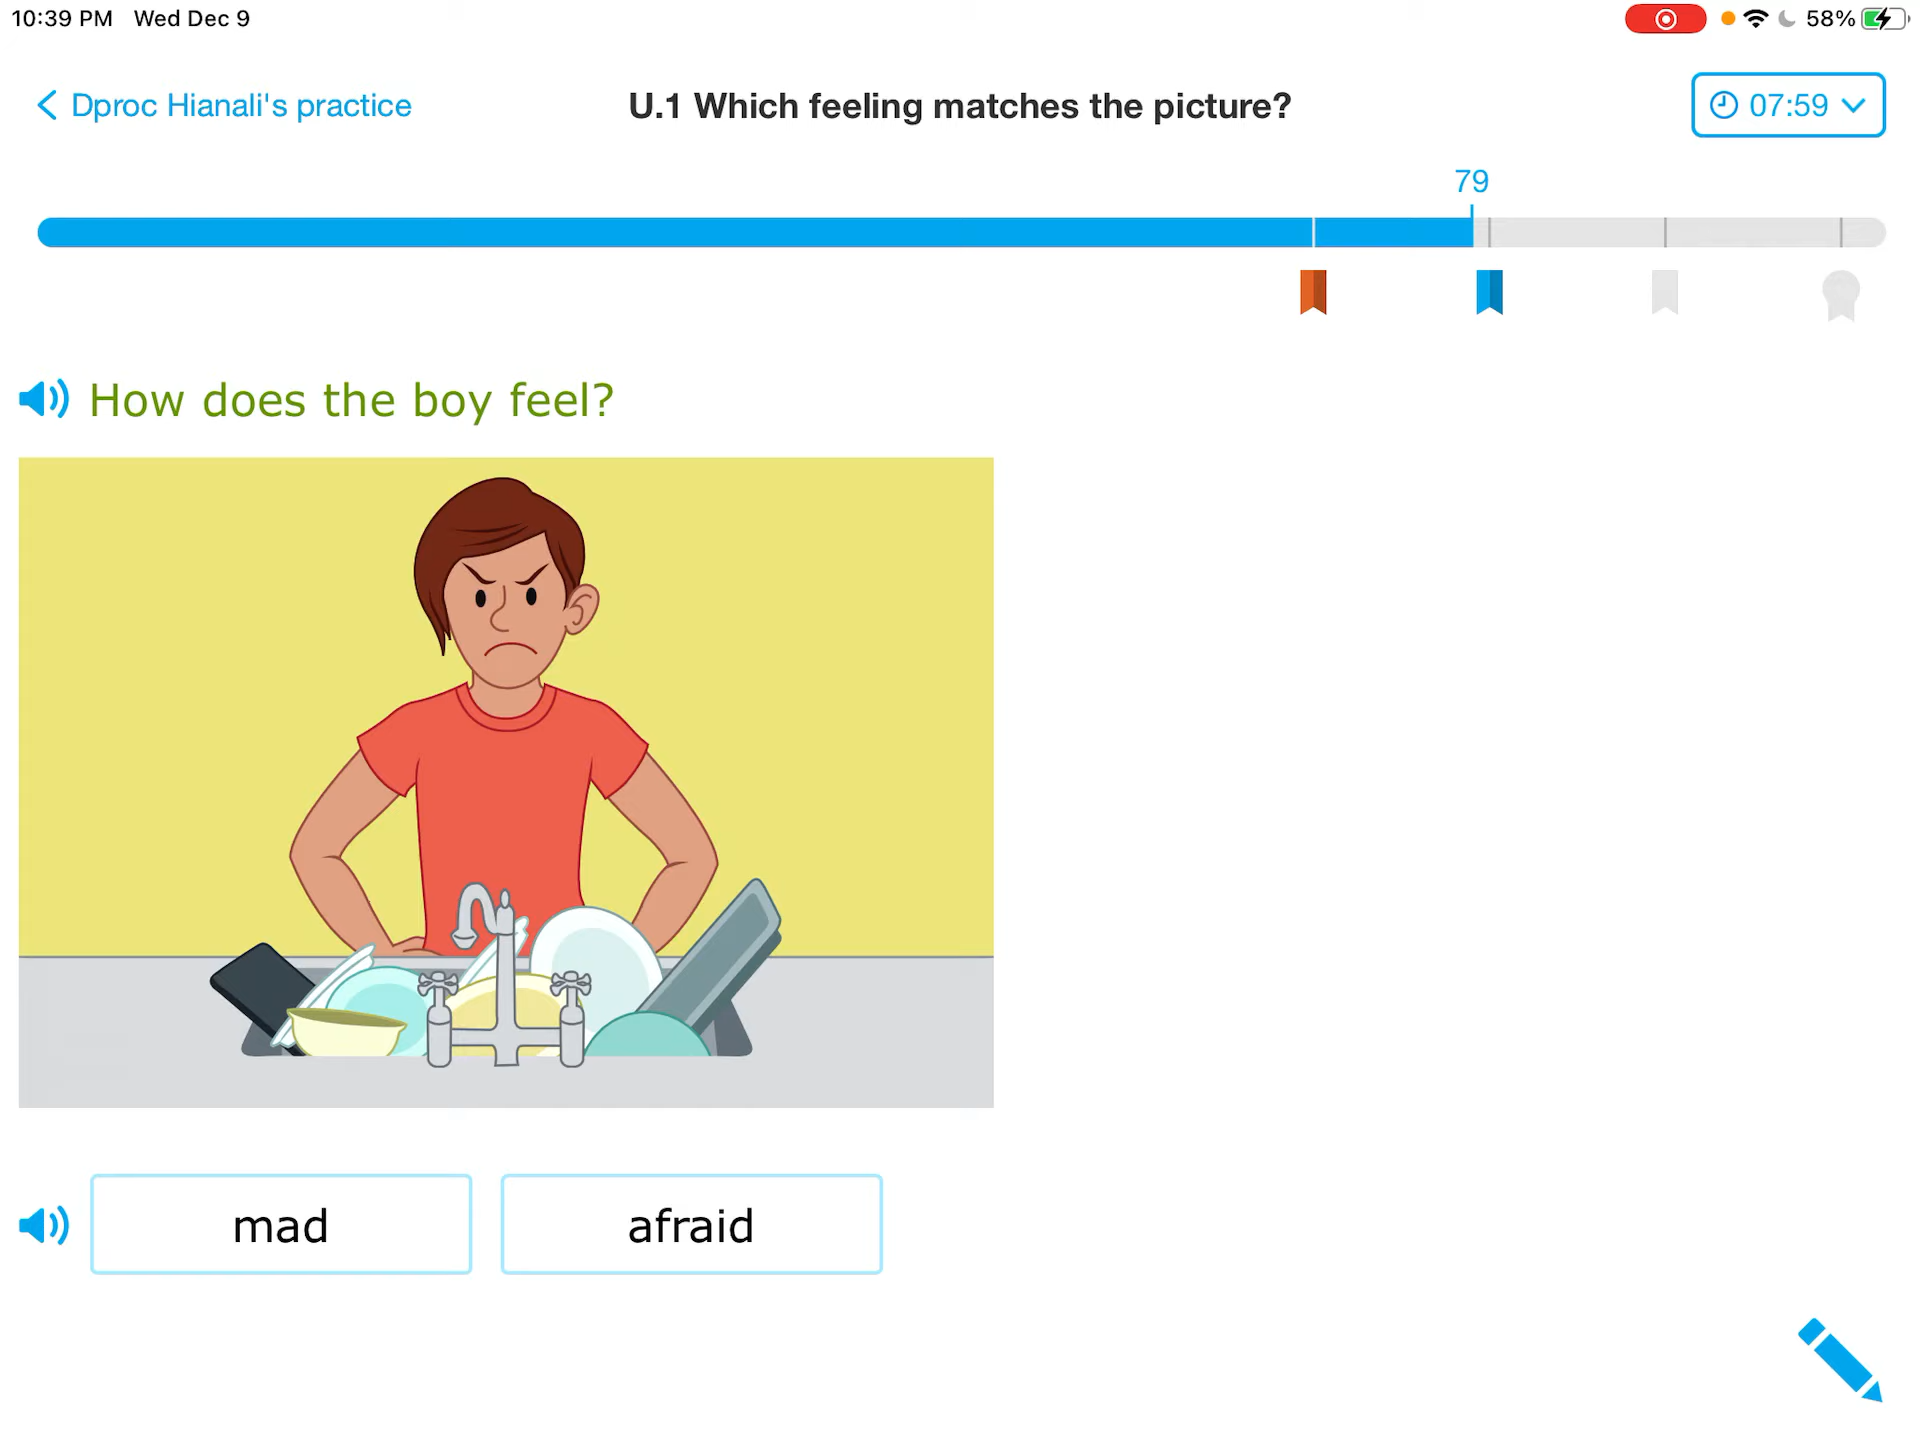 10:39 PM Wed Dec 9 58%
Dproc Hianali's practice U.1 Which feeling matches the picture? 07:59
79
How does the boy feel?
mad afraid